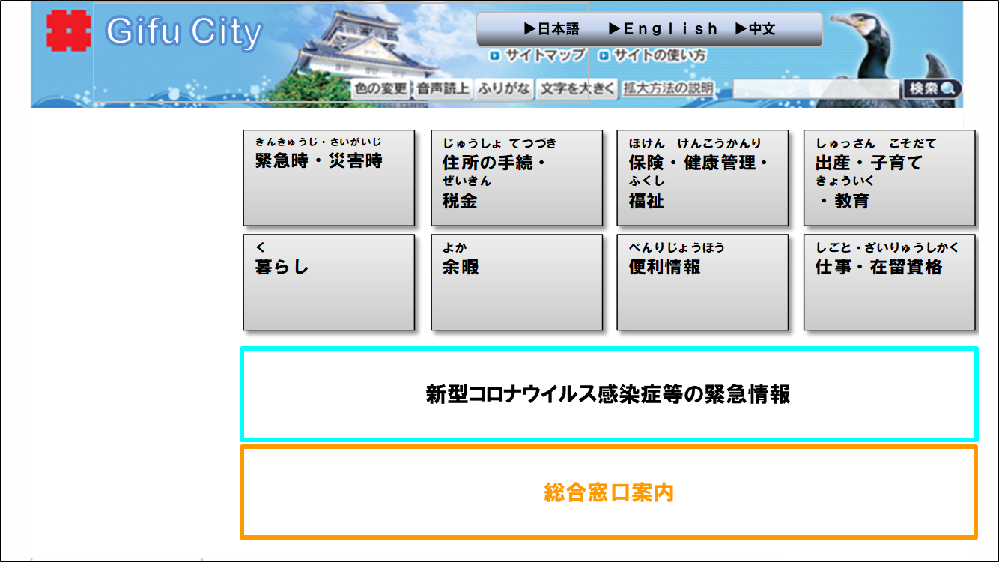 Gifu City
▶日本語 ▶Ｅｎｇｌｉｓｈ ▶中文
サイトマップ サイトの使い方
色の変更 音声読上 ふりがな 文字を大きく 拡大方法の説明 検索
きんきゅうじ・さいがいじ
緊急時・災害時
じゅうしょ てつづき
住所の手続・
ぜいきん
税金
ほけん けんこうかんり
保険・健康管理・
ふくし
福祉
しゅっさん こそだて
出産・子育て
きょういく
・教育
く
暮らし
よか
余暇
べんりじょうほう
便利情報
しごと・ざいりゅうしかく
仕事・在留資格
新型コロナウイルス感染症等の緊急情報
総合窓口案内